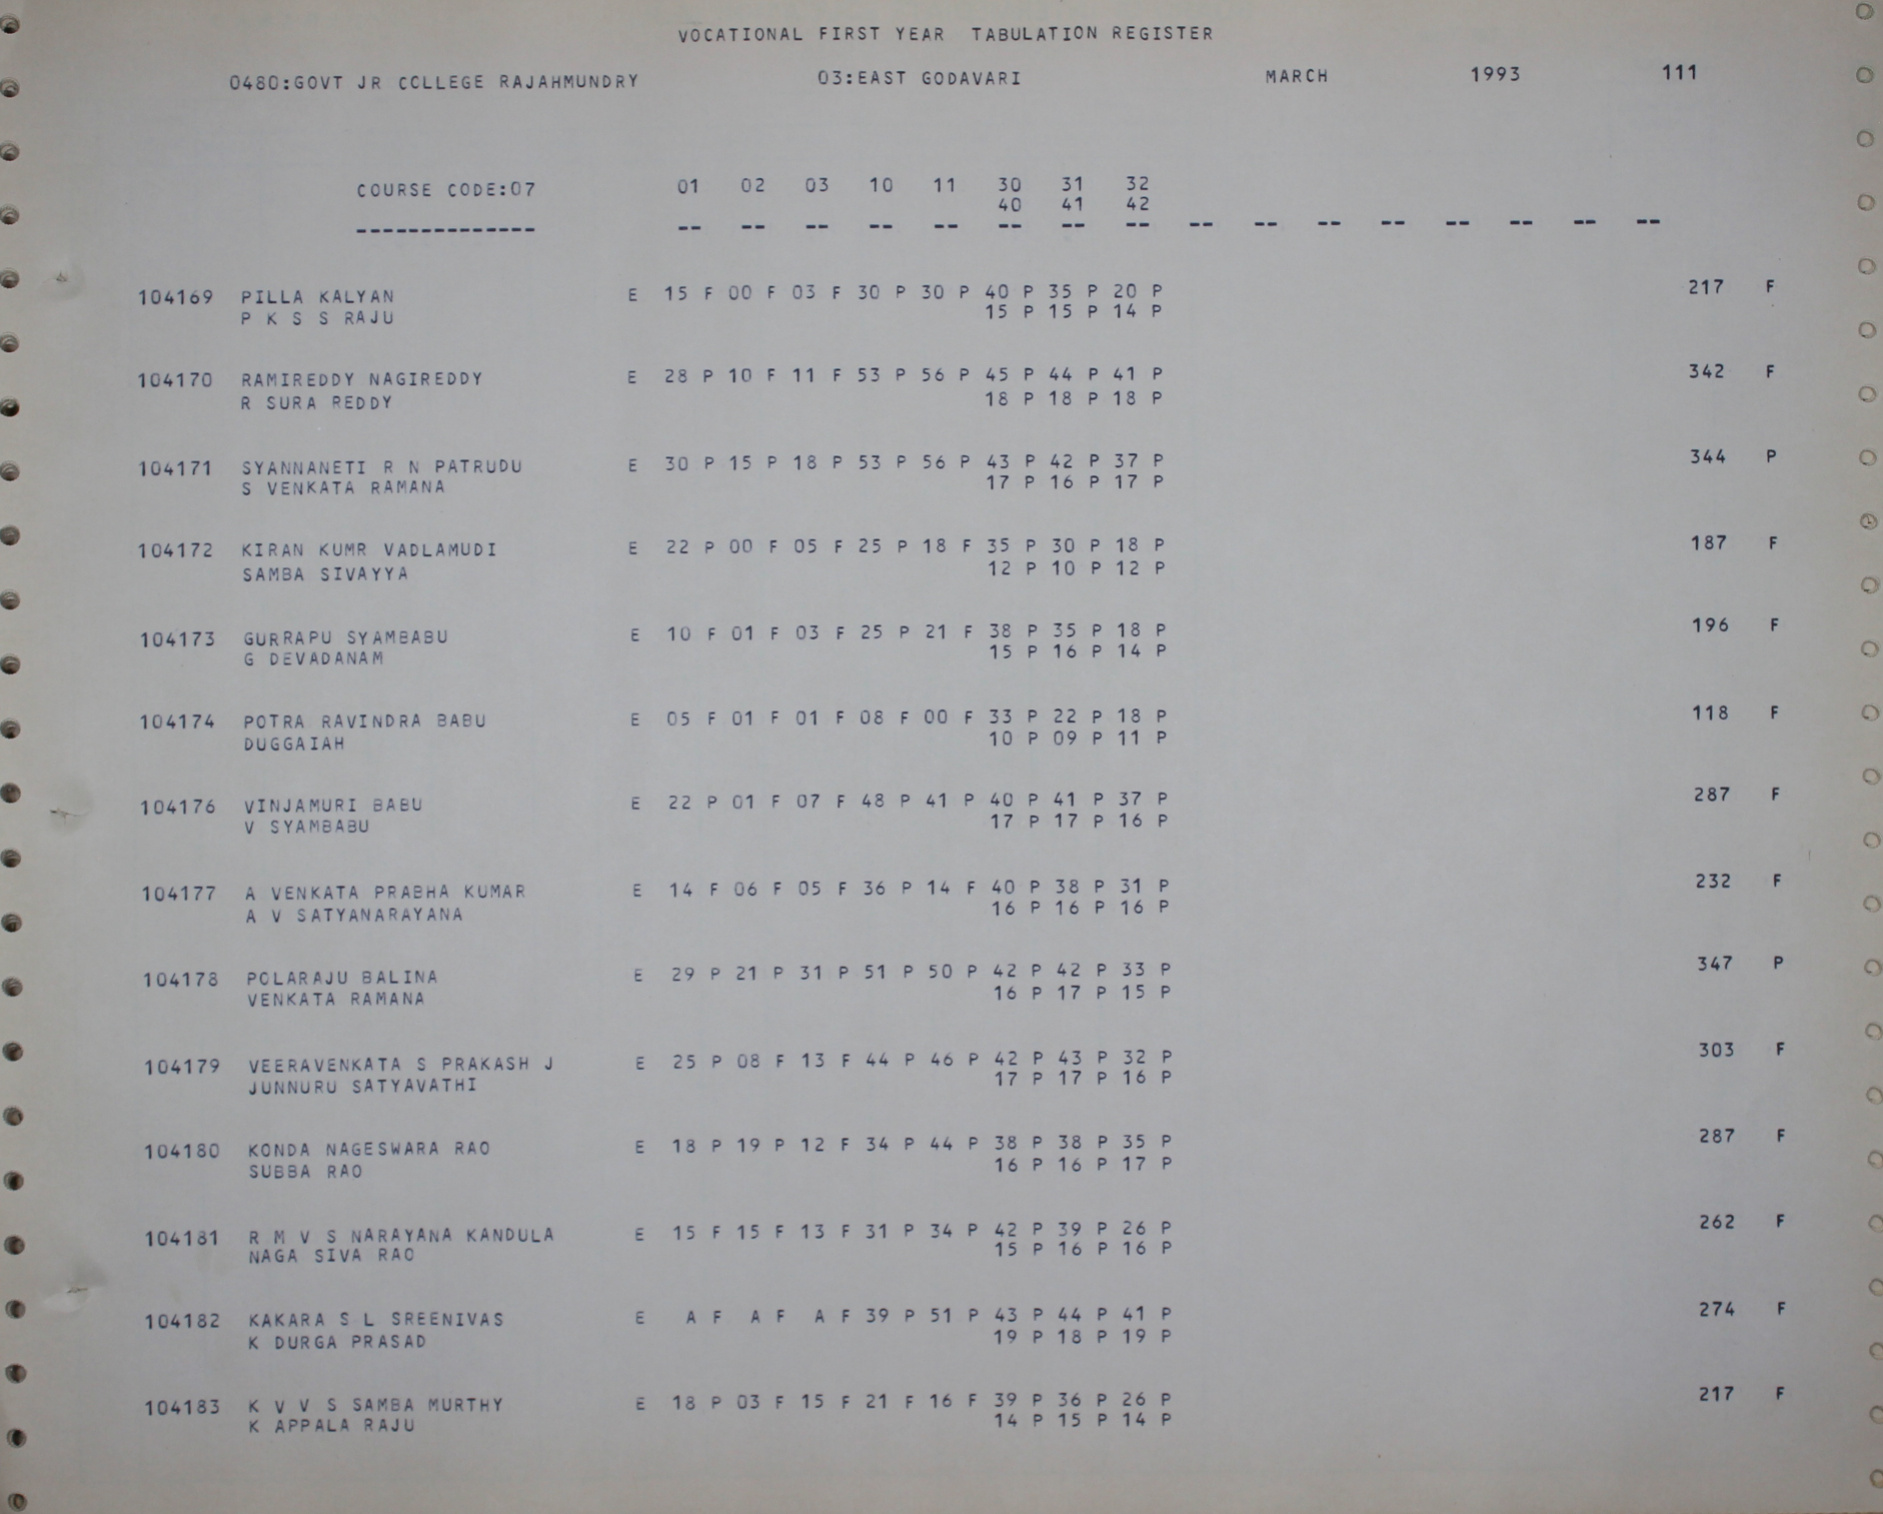 VOCATIONAL FIRST YEAR TABULATION REGISTER
0480:GOVT JR CCLLEGE RAJAHMUNDRY 03:EAST GODAVARI MARCH 1993 111
COURSE CODE:07 01 02 03 10 11 30 31 32
40 41 42
-------------- -- -- -- -- -- -- -- -- -- -- -- -- -- -- -- --
104169 PILLA KALYAN E 15 F 00 F 03 F 30 P 30 P 40 P 35 P 20 P 217 F
P K S S RAJU 15 P 15 P 14 P
104170 RAMIREDDY NAGIREDDY E 28 P 10 F 11 F 53 P 56 P 45 P 44 P 41 P 342 F
R SURA REDDY 18 P 18 P 18 P
104171 SYANNANETI R N PATRUDU E 30 P 15 P 18 P 53 P 56 P 43 P 42 P 37 P 344 P
S VENKATA RAMANA 17 P 16 P 17 P
104172 KIRAN KUMR VADLAMUDI E 22 P 00 F 05 F 25 P 18 F 35 P 30 P 18 P 187 F
SAMBA SIVAYYA 12 P 10 P 12 P
104173 GURRAPU SYAMBABU E 10 F 01 F 03 F 25 P 21 F 38 P 35 P 18 P 196 F
G DEVADANAM 15 P 16 P 14 P
104174 POTRA RAVINDRA BABU E 05 F 01 F 01 F 08 F 00 F 33 P 22 P 18 P 118 F
DUGGAIAH 10 P 09 P 11 P
104176 VINJAMURI BABU E 22 P 01 F 07 F 48 P 41 P 40 P 41 P 37 P 287 F
V SYAMBABU 17 P 17 P 16 P
104177 A VENKATA PRABHA KUMAR E 14 F 06 F 05 F 36 P 14 F 40 P 38 P 31 P 232 F
A V SATYANARAYANA 16 P 16 P 16 P
104178 POLARAJU BALINA E 29 P 21 P 31 P 51 P 50 P 42 P 42 P 33 P 347 P
VENKATA RAMANA 16 P 17 P 15 P
104179 VEERAVENKATA S PRAKASH J E 25 P 08 F 13 F 44 P 46 P 42 P 43 P 32 P 303 F
JUNNURU SATYAVATHI 17 P 17 P 16 P
104180 KONDA NAGESWARA RAO E 18 P 19 P 12 F 34 P 44 P 38 P 38 P 35 P 287 F
SUBBA RAO 16 P 16 P 17 P
104181 R M V S NARAYANA KANDULA E 15 F 15 F 13 F 31 P 34 P 42 P 39 P 26 P 262 F
NAGA SIVA RAO 15 P 16 P 16 P
104182 KAKARA S L SREENIVAS E A F A F A F 39 P 51 P 43 P 44 P 41 P 274 F
K DURGA PRASAD 19 P 18 P 19 P
104183 K V V S SAMBA MURTHY E 18 P 03 F 15 F 21 F 16 F 39 P 36 P 26 P 217 F
K APPALA RAJU 14 P 15 P 14 P